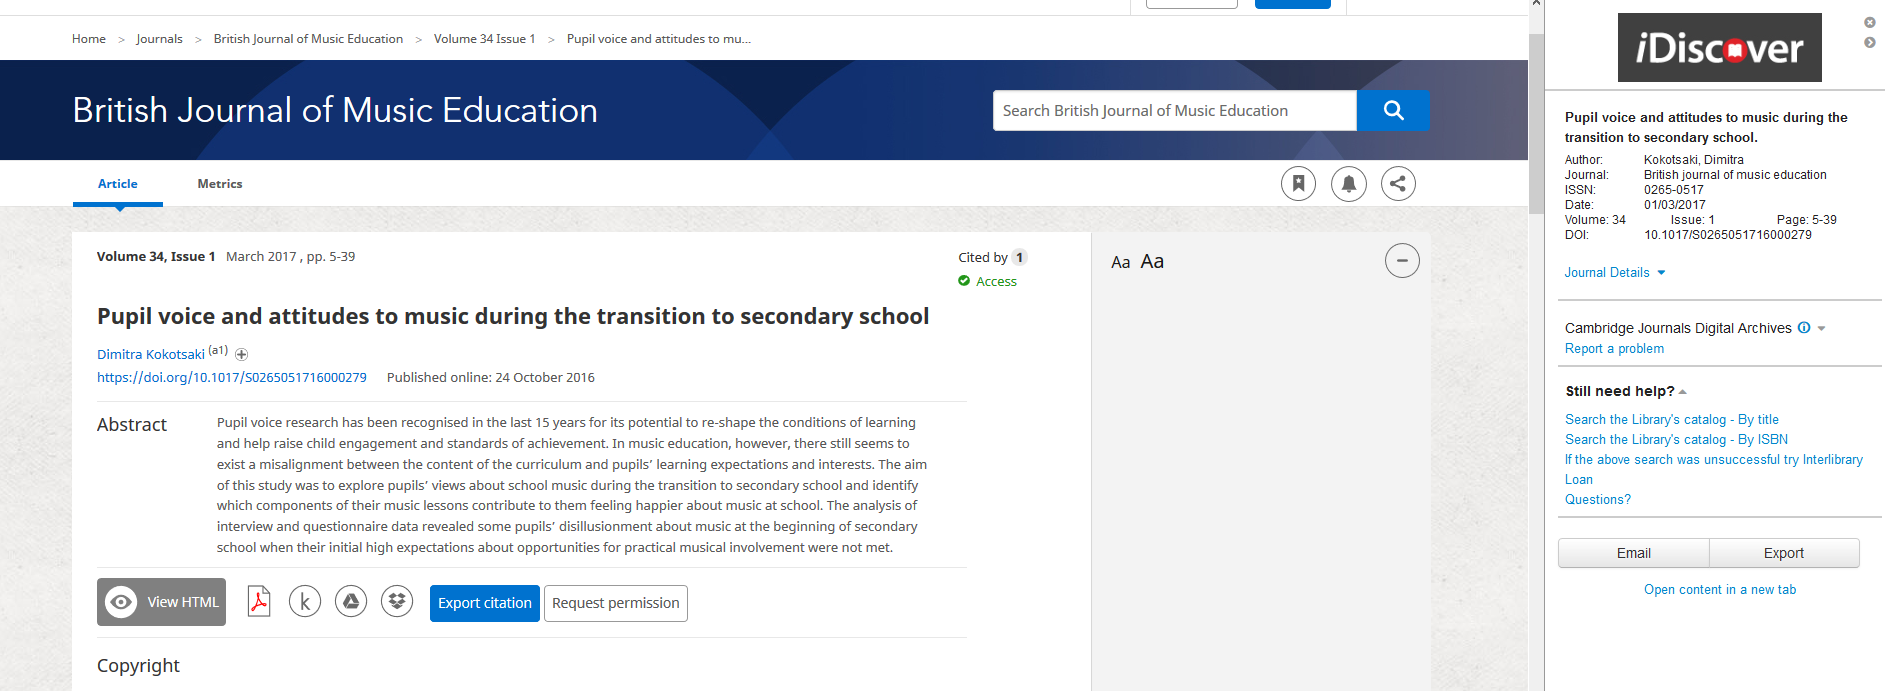 Home > Journals > British Journal of Music Education > Volume 34 Issue 1 > Pupil voice and attitudes to mu...
British Journal of Music Education
Search British Journal of Music Education
Article Metrics
Volume 34, Issue 1 March 2017 , pp. 5-39
Cited by 1
Access
Pupil voice and attitudes to music during the transition to secondary school
Dimitra Kokotsaki (a1)
https://doi.org/10.1017/S0265051716000279 Published online: 24 October 2016
Abstract
Pupil voice research has been recognised in the last 15 years for its potential to re-shape the conditions of learning
and help raise child engagement and standards of achievement. In music education, however, there still seems to
exist a misalignment between the content of the curriculum and pupils’ learning expectations and interests. The aim
of this study was to explore pupils’ views about school music during the transition to secondary school and identify
which components of their music lessons contribute to them feeling happier about music at school. The analysis of
interview and questionnaire data revealed some pupils’ disillusionment about music at the beginning of secondary
school when their initial high expectations about opportunities for practical musical involvement were not met.
View HTML k Export citation Request permission
Copyright
Aa Aa
iDiscover
Pupil voice and attitudes to music during the
transition to secondary school.
Author: Kokotsaki, Dimitra
Journal: British journal of music education
ISSN: 0265-0517
Date: 01/03/2017
Volume: 34 Issue: 1 Page: 5-39
DOI: 10.1017/S0265051716000279
Journal Details
Cambridge Journals Digital Archives
Report a problem
Still need help?
Search the Library's catalog - By title
Search the Library's catalog - By ISBN
If the above search was unsuccessful try Interlibrary
Loan
Questions?
Email Export
Open content in a new tab